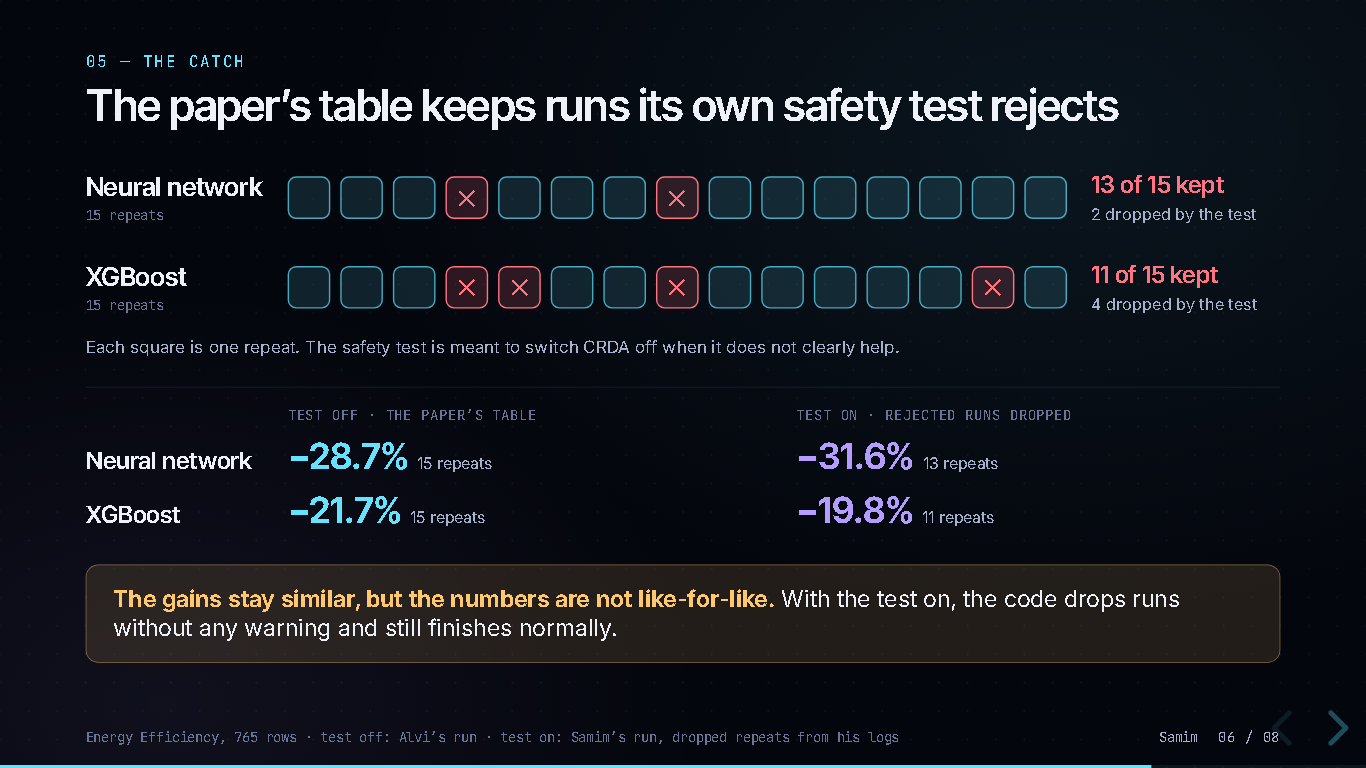 05 — THE CATCH
The paper’s table keeps runs its own safety test rejects
Neural network
15 repeats
13 of 15 kept
2 dropped by the test
XGBoost
15 repeats
11 of 15 kept
4 dropped by the test
Each square is one repeat. The safety test is meant to switch CRDA off when it does not clearly help.
TEST OFF · THE PAPER’S TABLE
TEST ON · REJECTED RUNS DROPPED
Neural network −28.7% 15 repeats −31.6% 13 repeats
XGBoost −21.7% 15 repeats −19.8% 11 repeats
The gains stay similar, but the numbers are not like-for-like. With the test on, the code drops runs
without any warning and still finishes normally.
Energy Efficiency, 765 rows · test off: Alvi’s run · test on: Samim’s run, dropped repeats from his logs
Samim 06 / 08